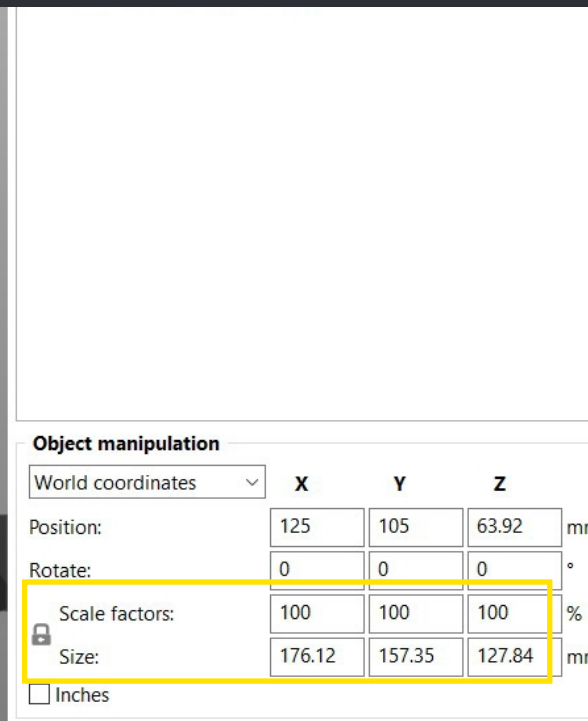 Object manipulation
World coordinates X Y Z
Position: 125 105 63.92
Rotate: 0 0 0 °
Scale factors: 100 100 100 %
Size: 176.12 157.35 127.84
Inches